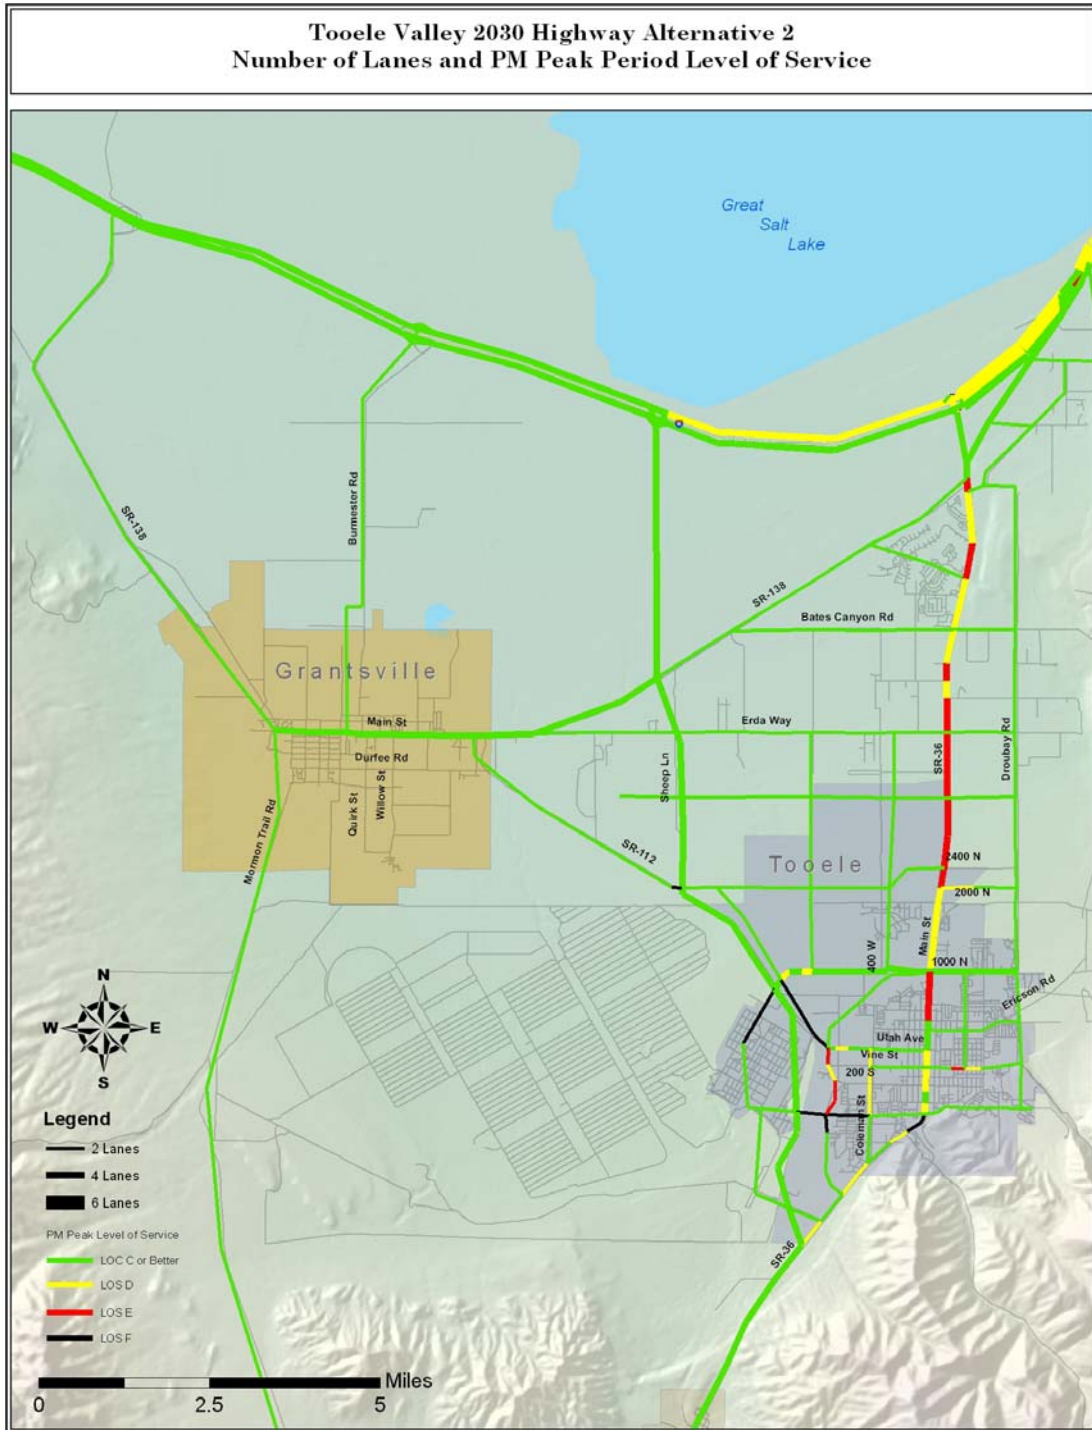 Tooele Valley 2030 Highway Alternative 2
Number of Lanes and PM Peak Period Level of Service
Great
Salt
Lake
SR-138
Burmester Rd
SR-138
Bates Canyon Rd
Grantsville
Main St
Erda Way
Durfee Rd
Sheep Ln
SR-36
Droubay Rd
Quirk St
Willow St
Mormon Trail Rd
SR-112
Tooele
2400 N
2000 N
Main St
400 W
1000 N
Ericson Rd
Utah Ave
Vine St
200 S
Coleman St
SR-36
N
W
E
S
Legend
2 Lanes
4 Lanes
6 Lanes
PM Peak Level of Service
LOC C or Better
LOS D
LOS E
LOS F
Miles
0
2.5
5